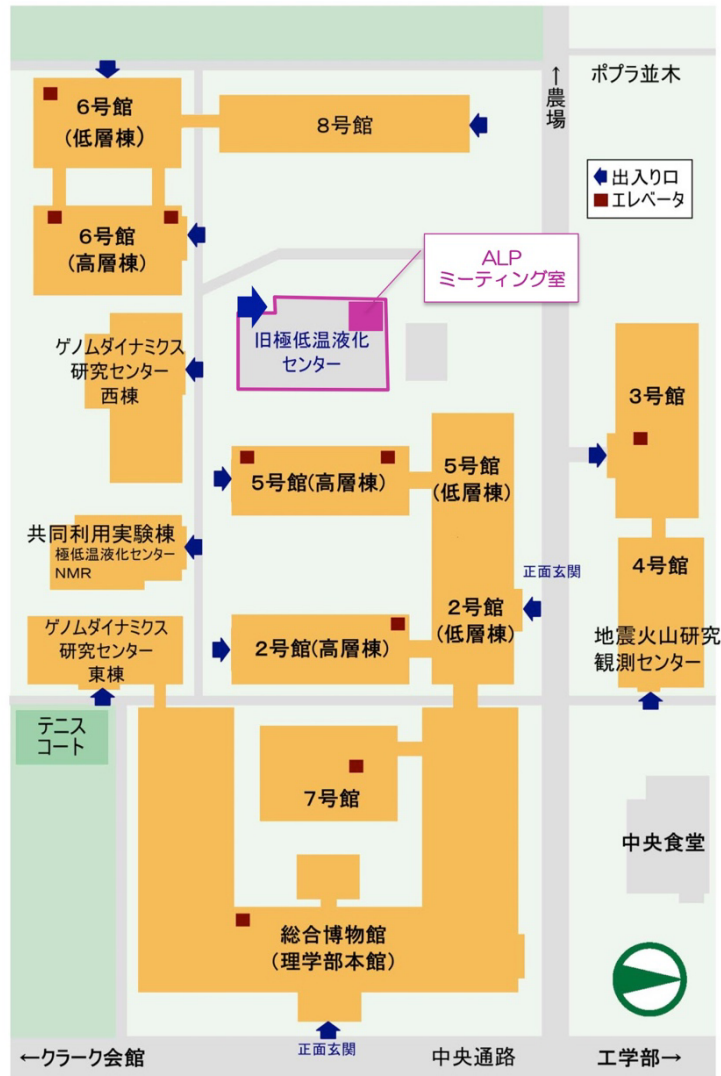 6号館
(低層棟)
8号館
↑農場
ポプラ並木
出入り口
エレベータ
6号館
(高層棟)
ALP
ミーティング室
旧極低温液化
センター
ゲノムダイナミクス
研究センター
西棟
3号館
5号館(高層棟)
5号館
(低層棟)
共同利用実験棟
極低温液化センター
NMR
4号館
正面玄関
2号館
(低層棟)
ゲノムダイナミクス
研究センター
東棟
2号館(高層棟)
地震火山研究
観測センター
テニス
コート
7号館
中央食堂
総合博物館
(理学部本館)
正面玄関
←クラーク会館
中央通路
工学部→